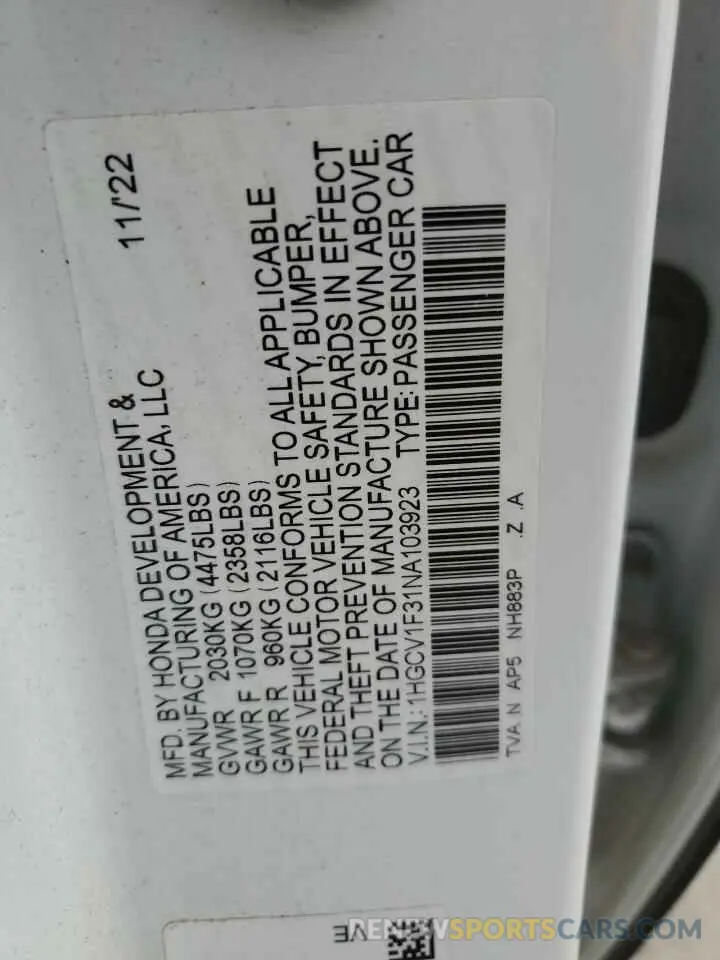 MFD. BY HONDA DEVELOPMENT & 11/'22
MANUFACTURING OF AMERICA, LLC
GVWR 2030KG (4475LBS)
GAWR F 1070KG (2358LBS)
GAWR R 960KG (2116LBS)
THIS VEHICLE CONFORMS TO ALL APPLICABLE
FEDERAL MOTOR VEHICLE SAFETY, BUMPER,
AND THEFT PREVENTION STANDARDS IN EFFECT
ON THE DATE OF MANUFACTURE SHOWN ABOVE.
V.I.N.: 1HGCV1F31NA103923 TYPE: PASSENGER CAR
TVA N AP5 NH883P .Z .A
VE
RENEWSPORTSCARS.COM